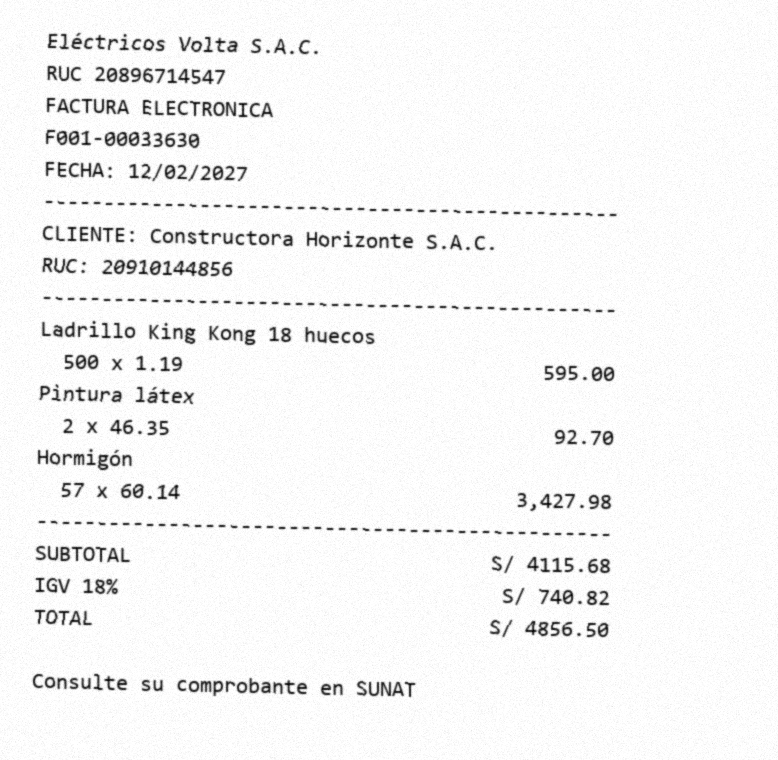 Eléctricos Volta S.A.C.
RUC 20896714547
FACTURA ELECTRONICA
F001-00033630
FECHA: 12/02/2027
------------------------------------------------
CLIENTE: Constructora Horizonte S.A.C.
RUC: 20910144856
------------------------------------------------
Ladrillo King Kong 18 huecos
500 x 1.19 595.00
Pintura látex
2 x 46.35 92.70
Hormigón
57 x 60.14 3,427.98
------------------------------------------------
SUBTOTAL S/ 4115.68
IGV 18% S/ 740.82
TOTAL S/ 4856.50
Consulte su comprobante en SUNAT